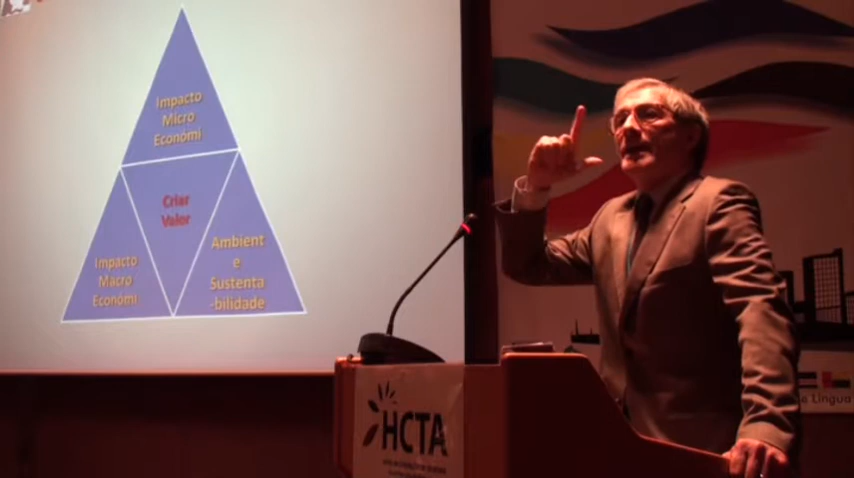 Impacto
Micro
Económi
Criar
Valor
Impacto
Macro
Económi
Ambient
e
Sustenta
-bilidade
HCTA
e Língua